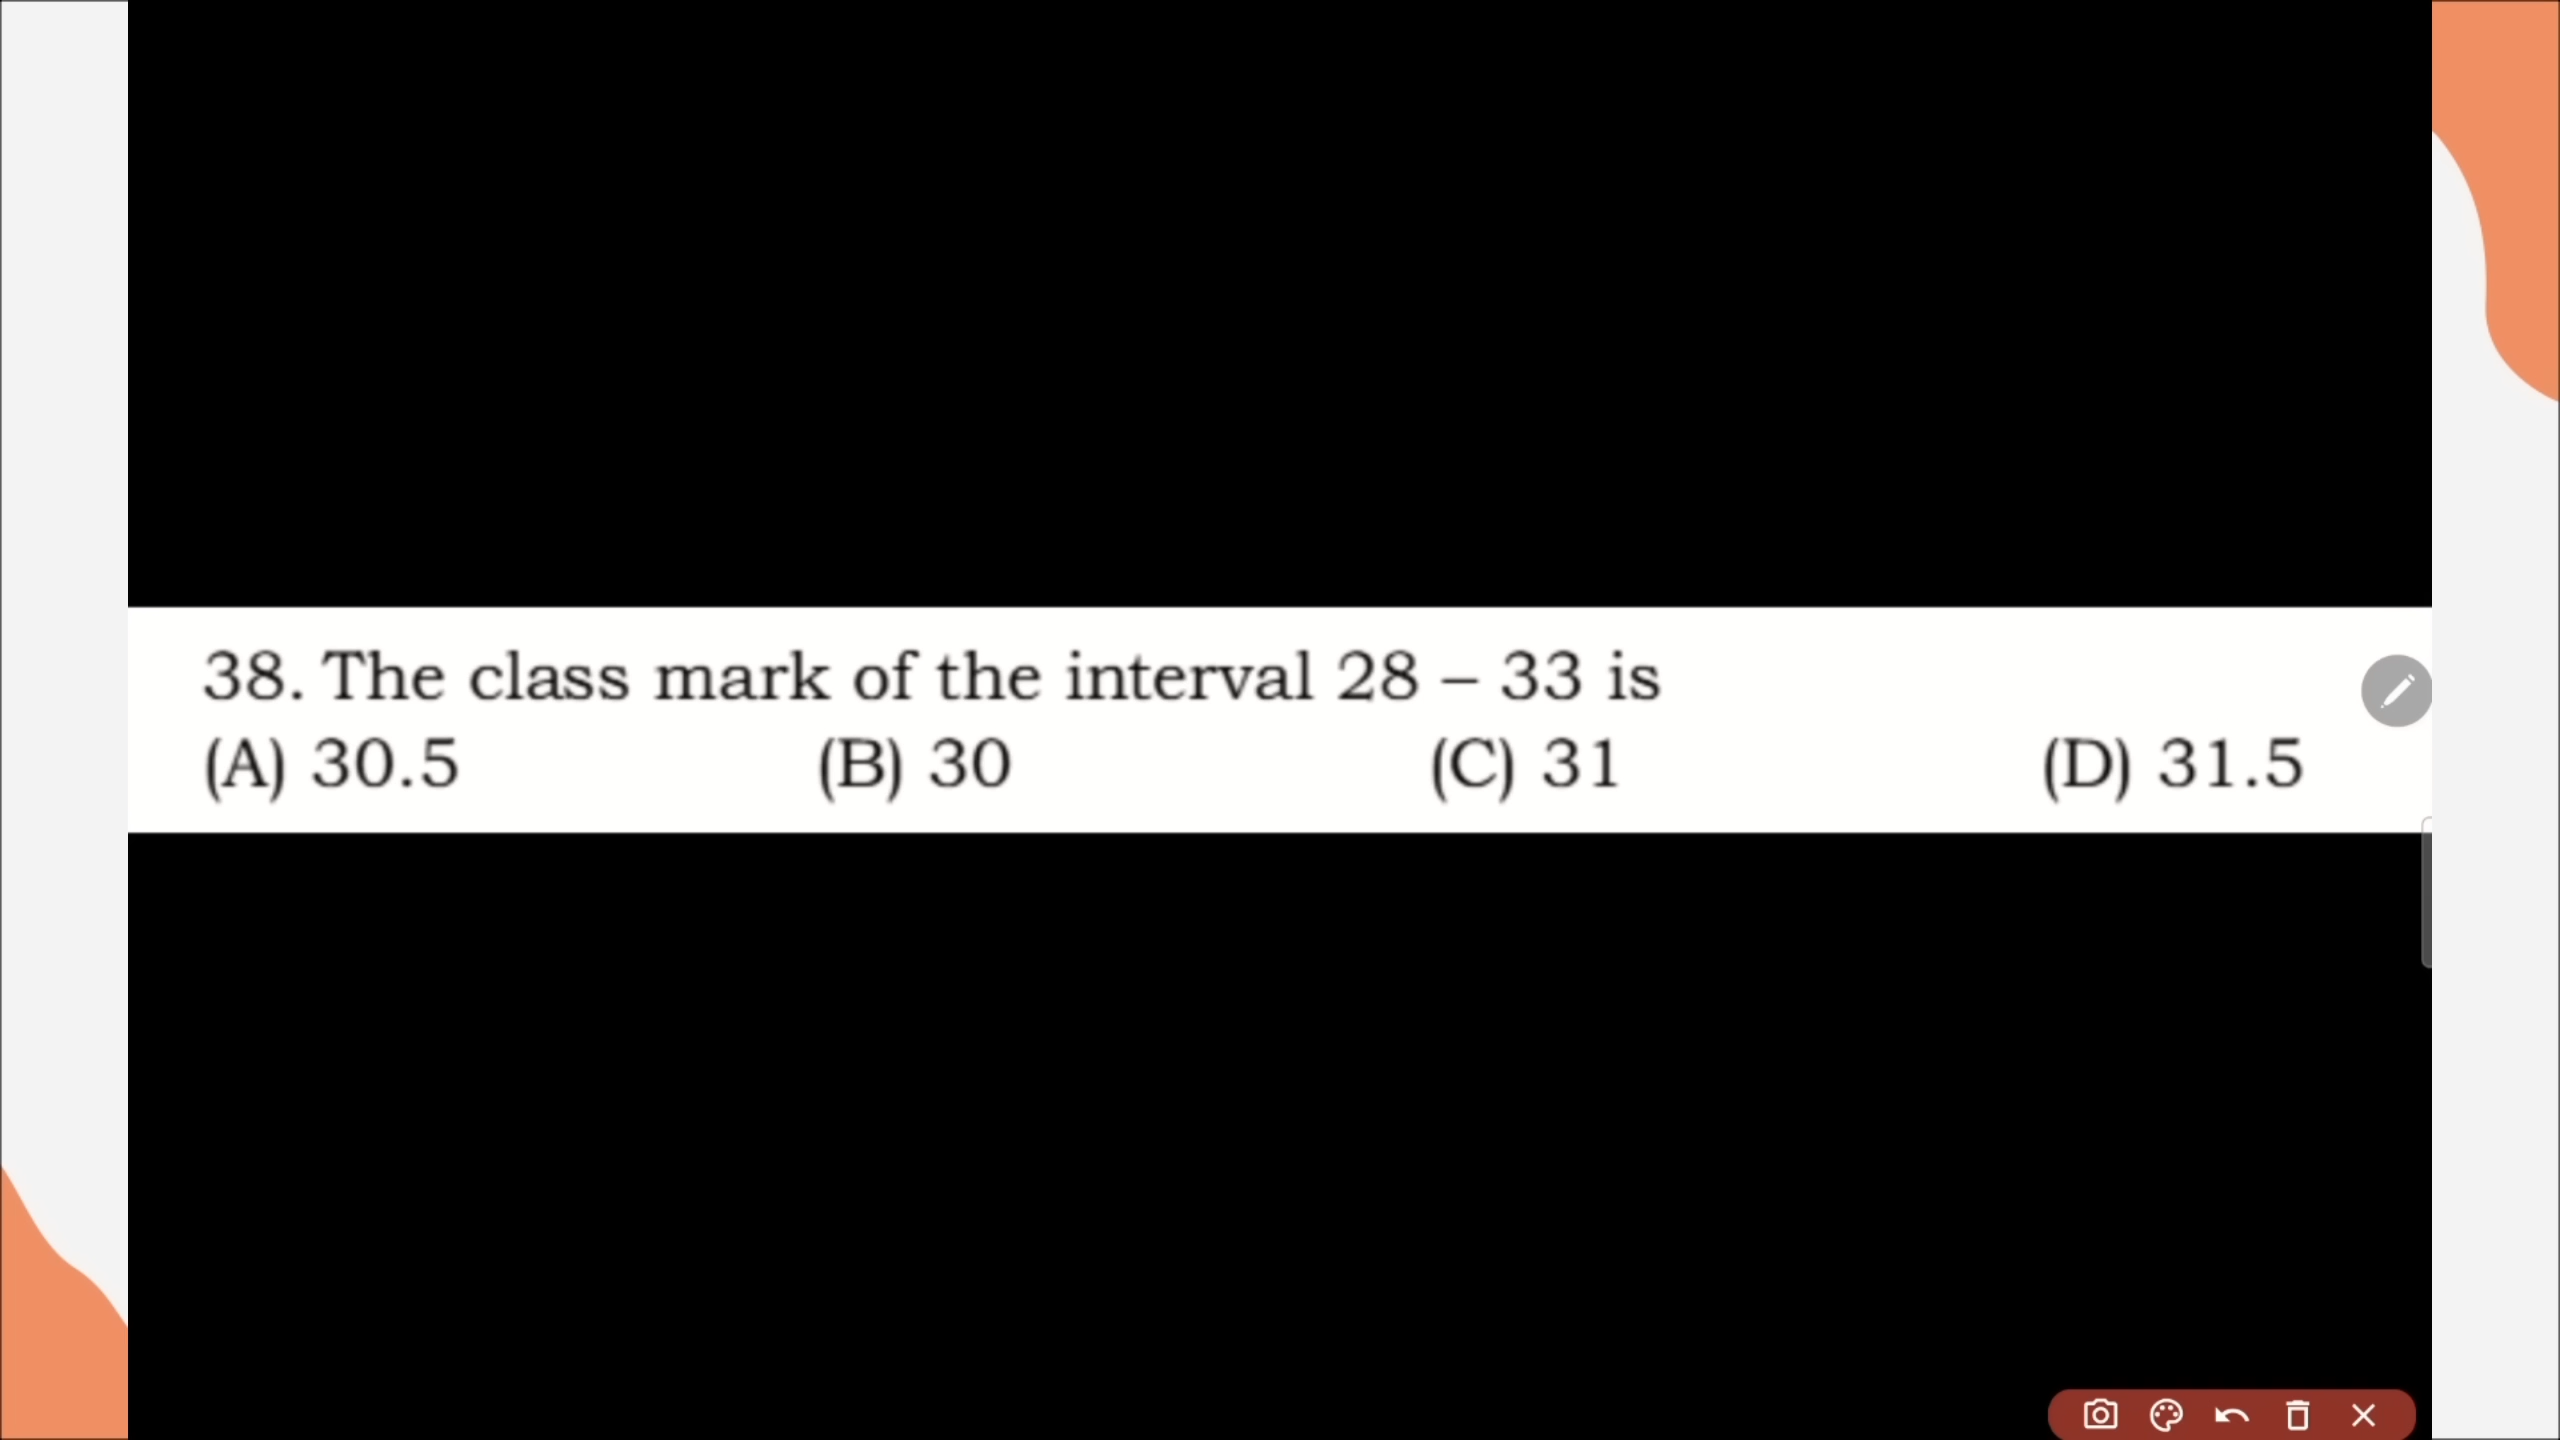 38. The class mark of the interval 28 – 33 is
(A) 30.5 (B) 30 (C) 31 (D) 31.5